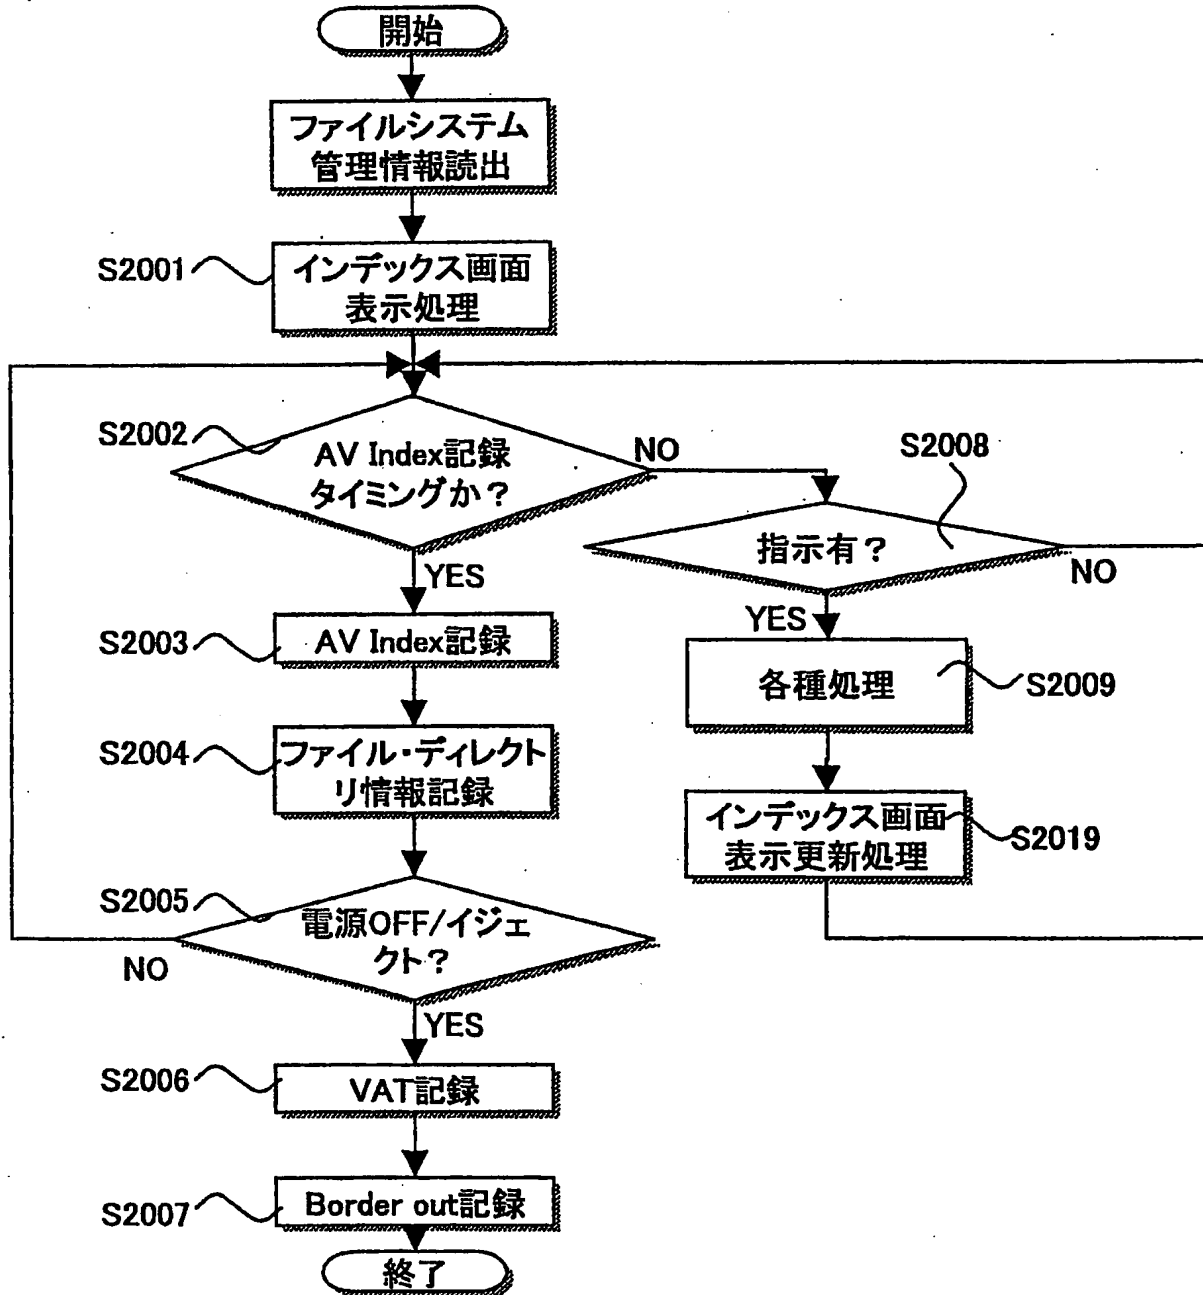 開始
ファイルシステム
管理情報読出
S2001
インデックス画面
表示処理
S2002
AV Index記録
タイミングか？
NO
YES
S2008
指示有？
NO
YES
S2003
AV Index記録
各種処理
S2009
S2004
ファイル・ディレクト
リ情報記録
インデックス画面
表示更新処理
S2019
S2005
電源OFF/イジェ
クト？
NO
YES
S2006
VAT記録
S2007
Border out記録
終了